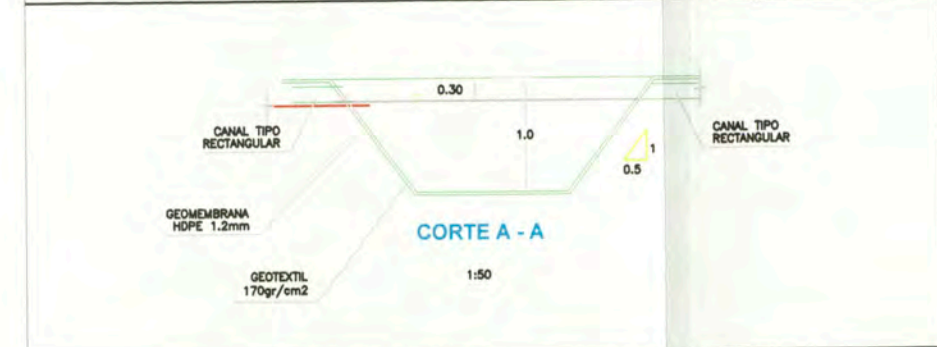 0.30
CANAL TIPO
RECTANGULAR
1.0
1
0.5
CANAL TIPO
RECTANGULAR
GEOMEMBRANA
HDPE 1.2mm
CORTE A - A
GEOTEXTIL
170gr/cm2
1:50